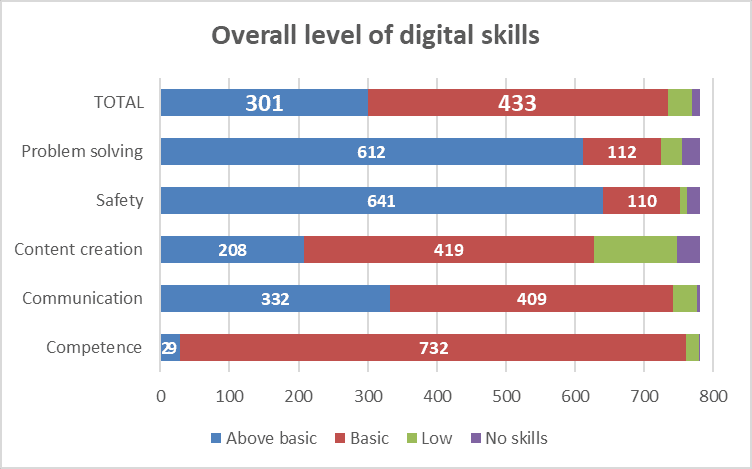 Overall level of digital skills
TOTAL 301 433
Problem solving 612 112
Safety 641 110
Content creation 208 419
Communication 332 409
Competence 29 732
0 100 200 300 400 500 600 700 800
Above basic Basic Low No skills